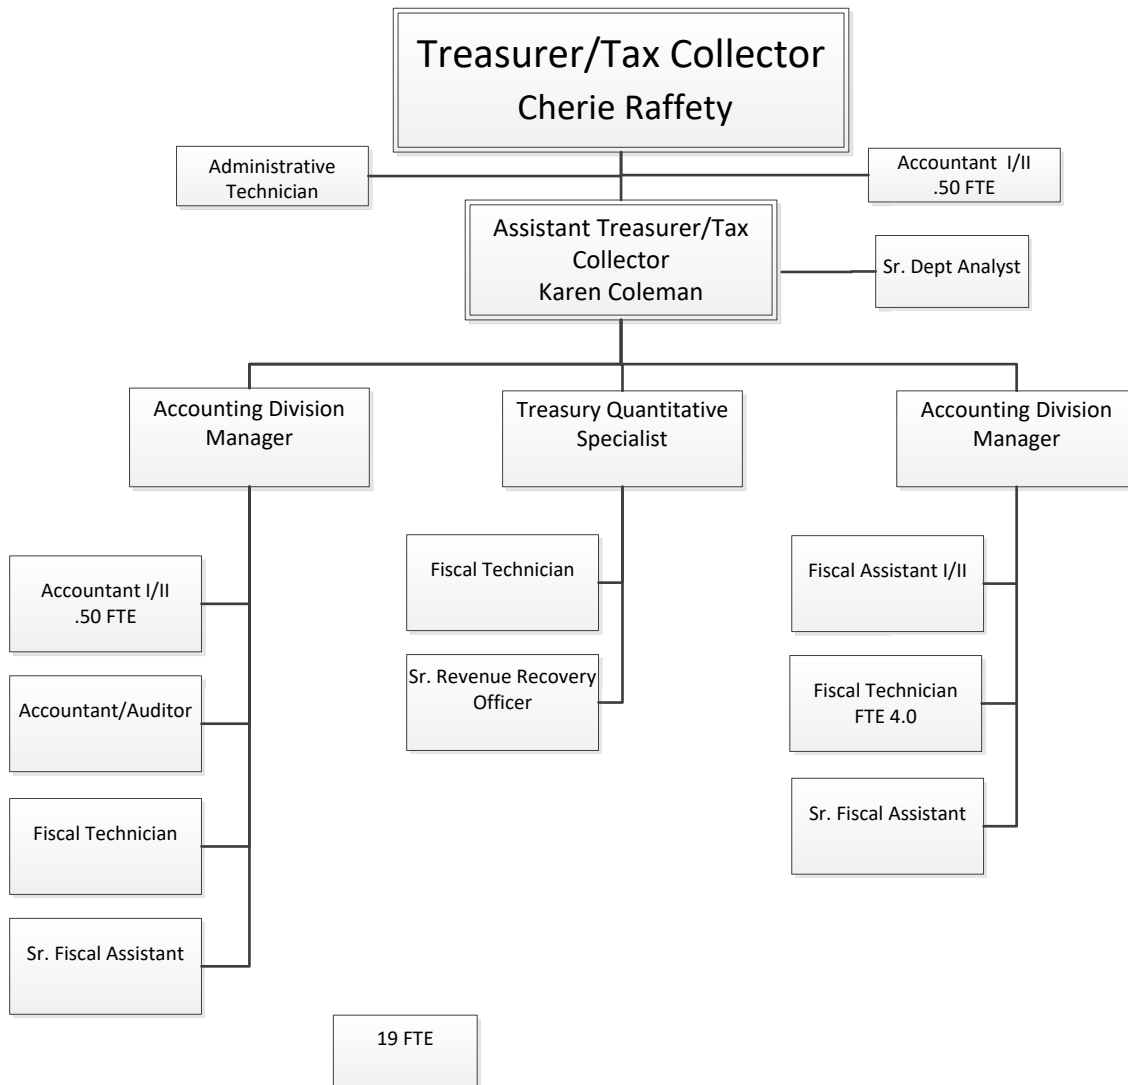 Treasurer/Tax Collector
Cherie Raffety
Administrative
Technician
Accountant I/II
.50 FTE
Assistant Treasurer/Tax
Collector
Karen Coleman
Sr. Dept Analyst
Accounting Division
Manager
Treasury Quantitative
Specialist
Accounting Division
Manager
Accountant I/II
.50 FTE
Accountant/Auditor
Fiscal Technician
Sr. Fiscal Assistant
Fiscal Technician
Sr. Revenue Recovery
Officer
Fiscal Assistant I/II
Fiscal Technician
FTE 4.0
Sr. Fiscal Assistant
19 FTE